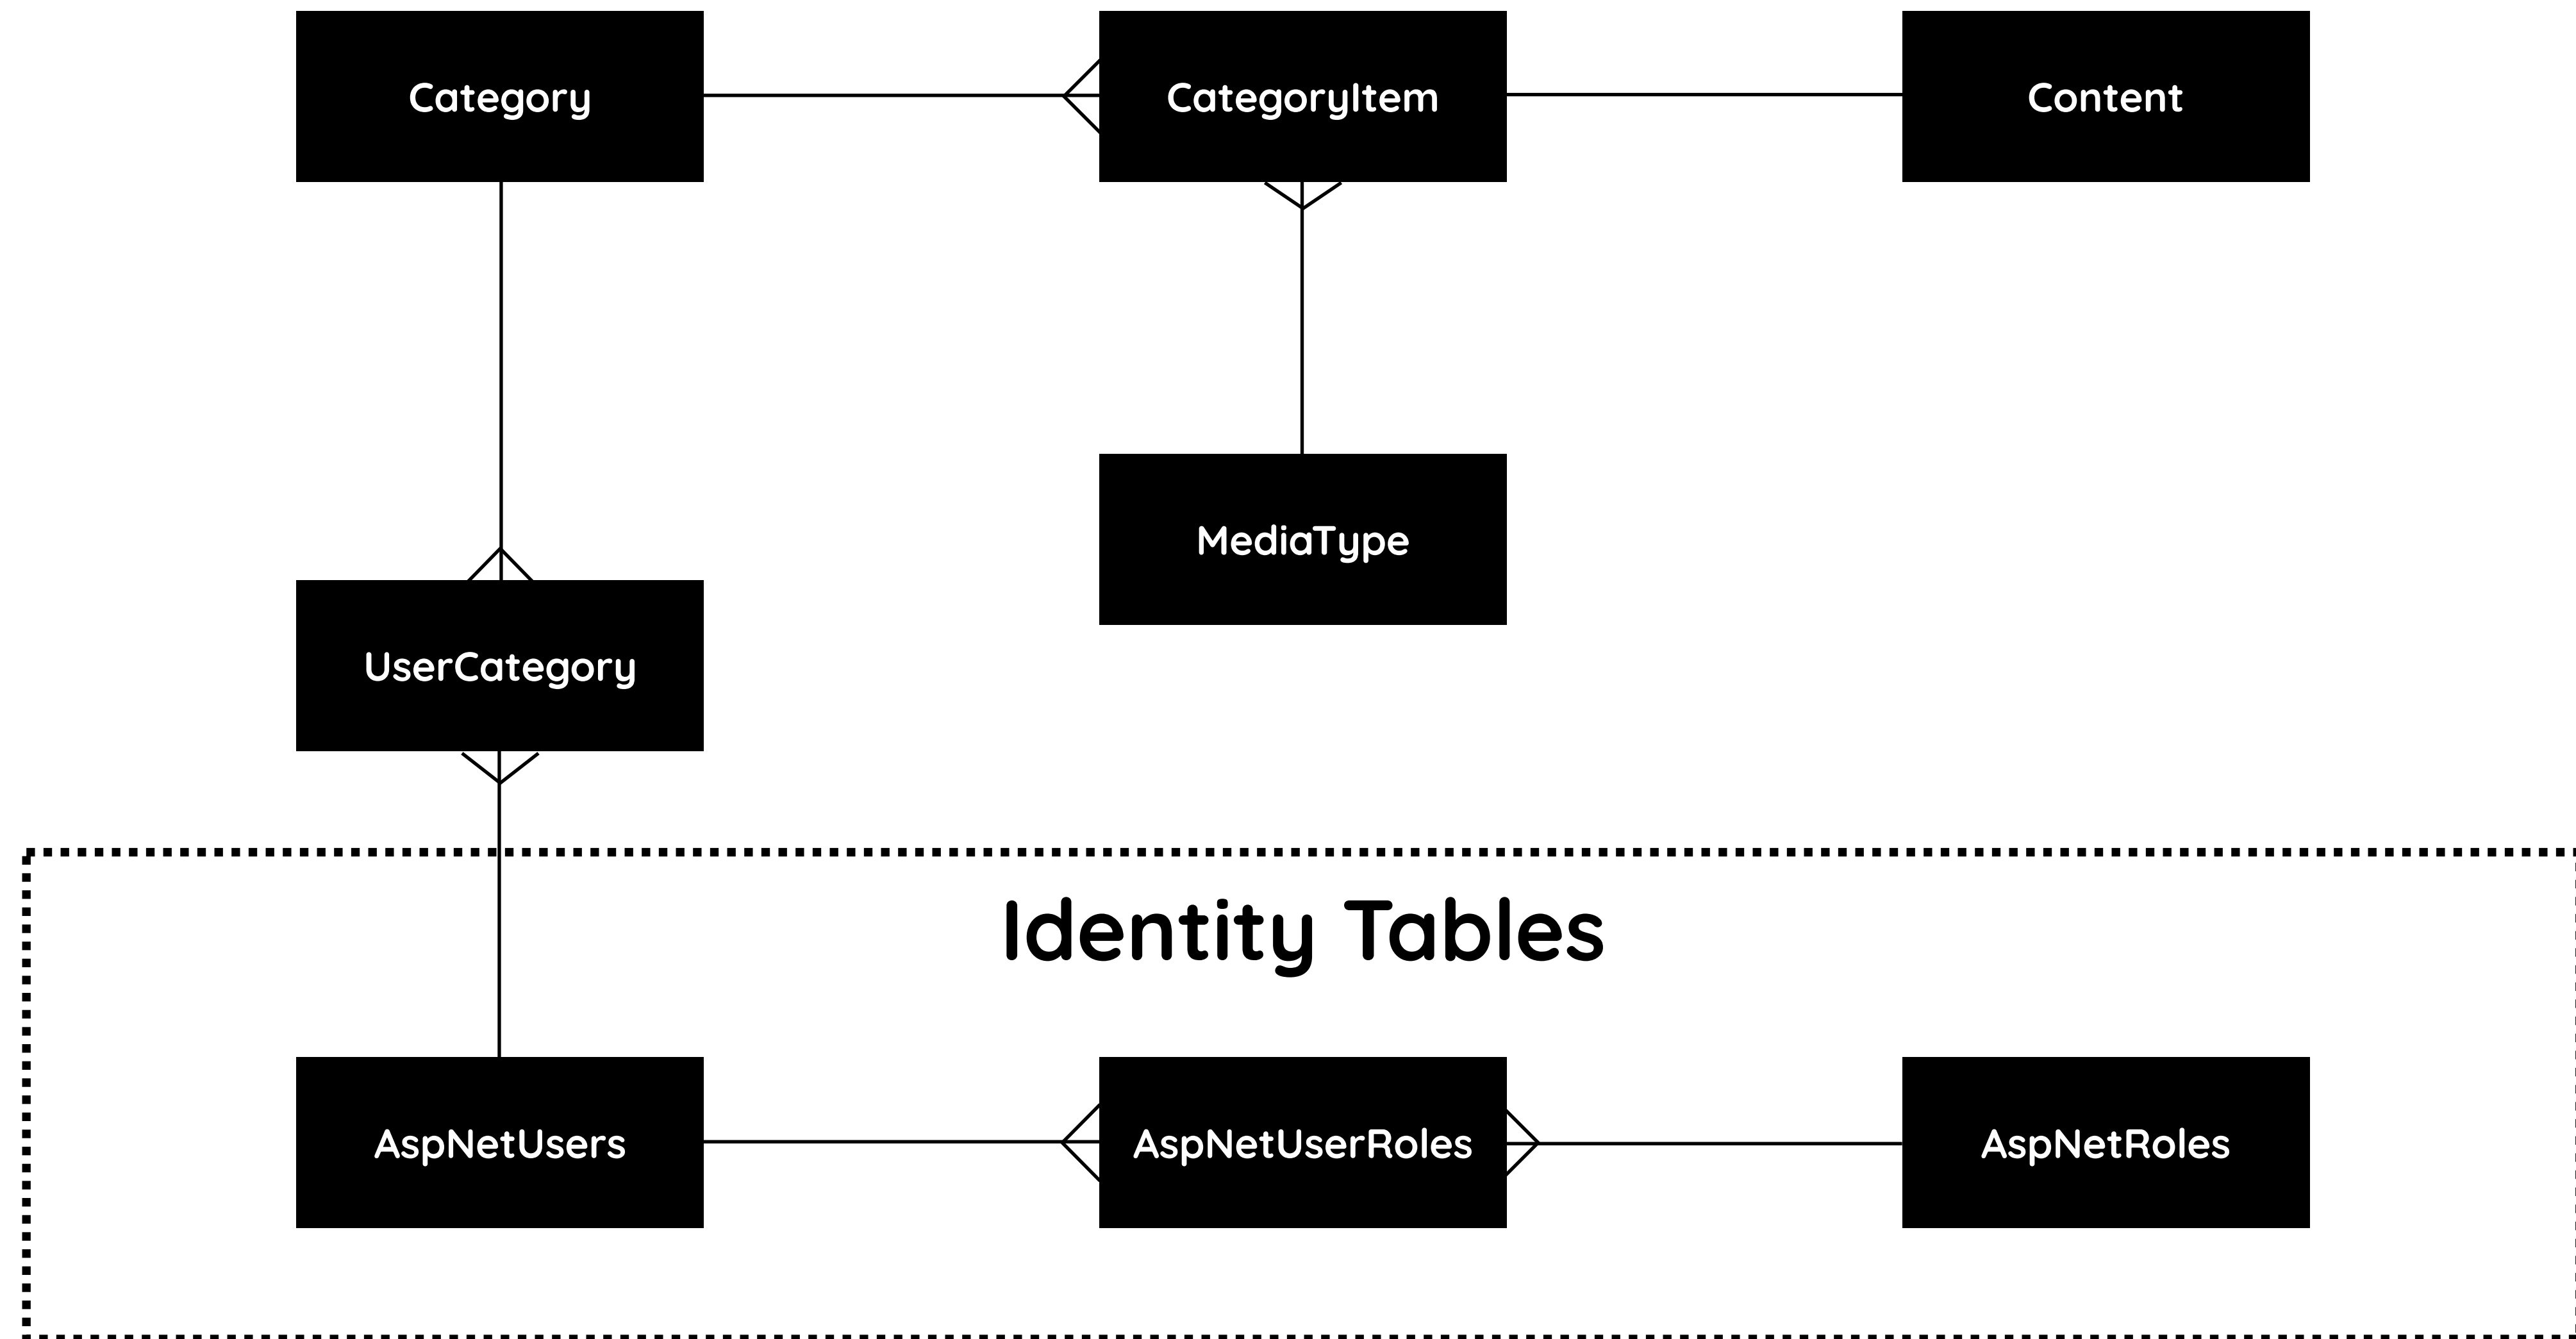 Category
CategoryItem
Content
MediaType
UserCategory
Identity Tables
AspNetUsers
AspNetUserRoles
AspNetRoles